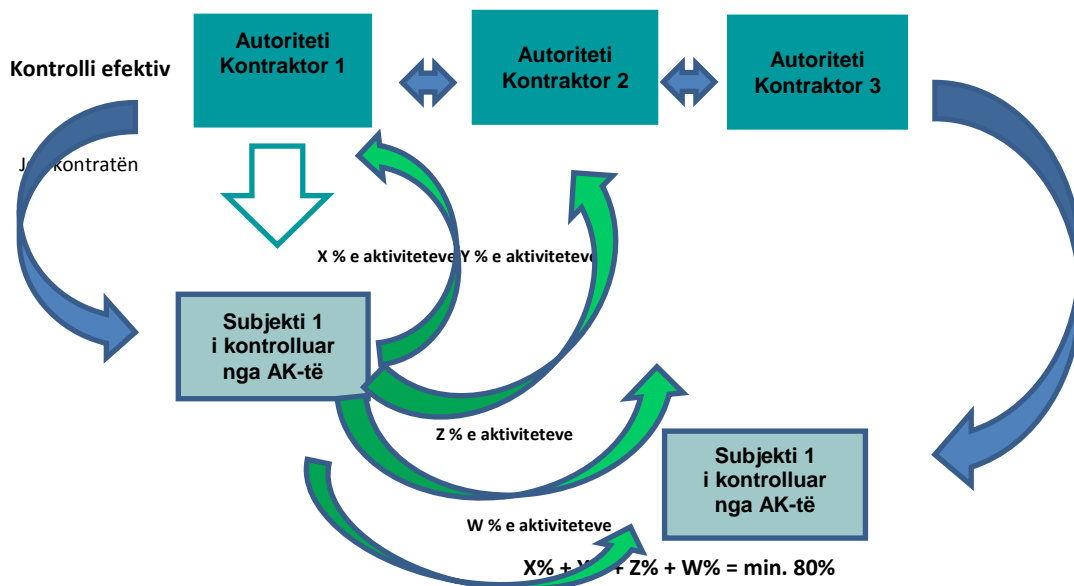 Autoriteti
Kontraktor 1
Autoriteti
Kontraktor 2
Autoriteti
Kontraktor 3
Kontrolli efektiv
kontratën
X % e aktiviteteve Y % e aktiviteteve
Subjekti 1
i kontrolluar
nga AK-të
Z % e aktiviteteve
Subjekti 1
i kontrolluar
nga AK-të
W % e aktiviteteve
X% + + Z% + W% = min. 80%